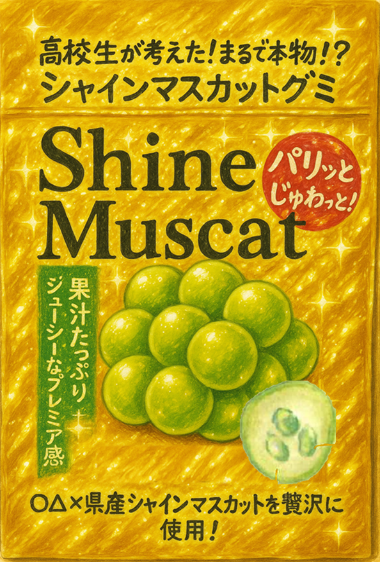 高校生が考えた!まるで本物!?
シャインマスカットグミ
Shine
Muscat
パリッと
じゅわっと!
果汁たっぷり
ジューシーなプレミア感
○△×県産シャインマスカットを贅沢に
使用!